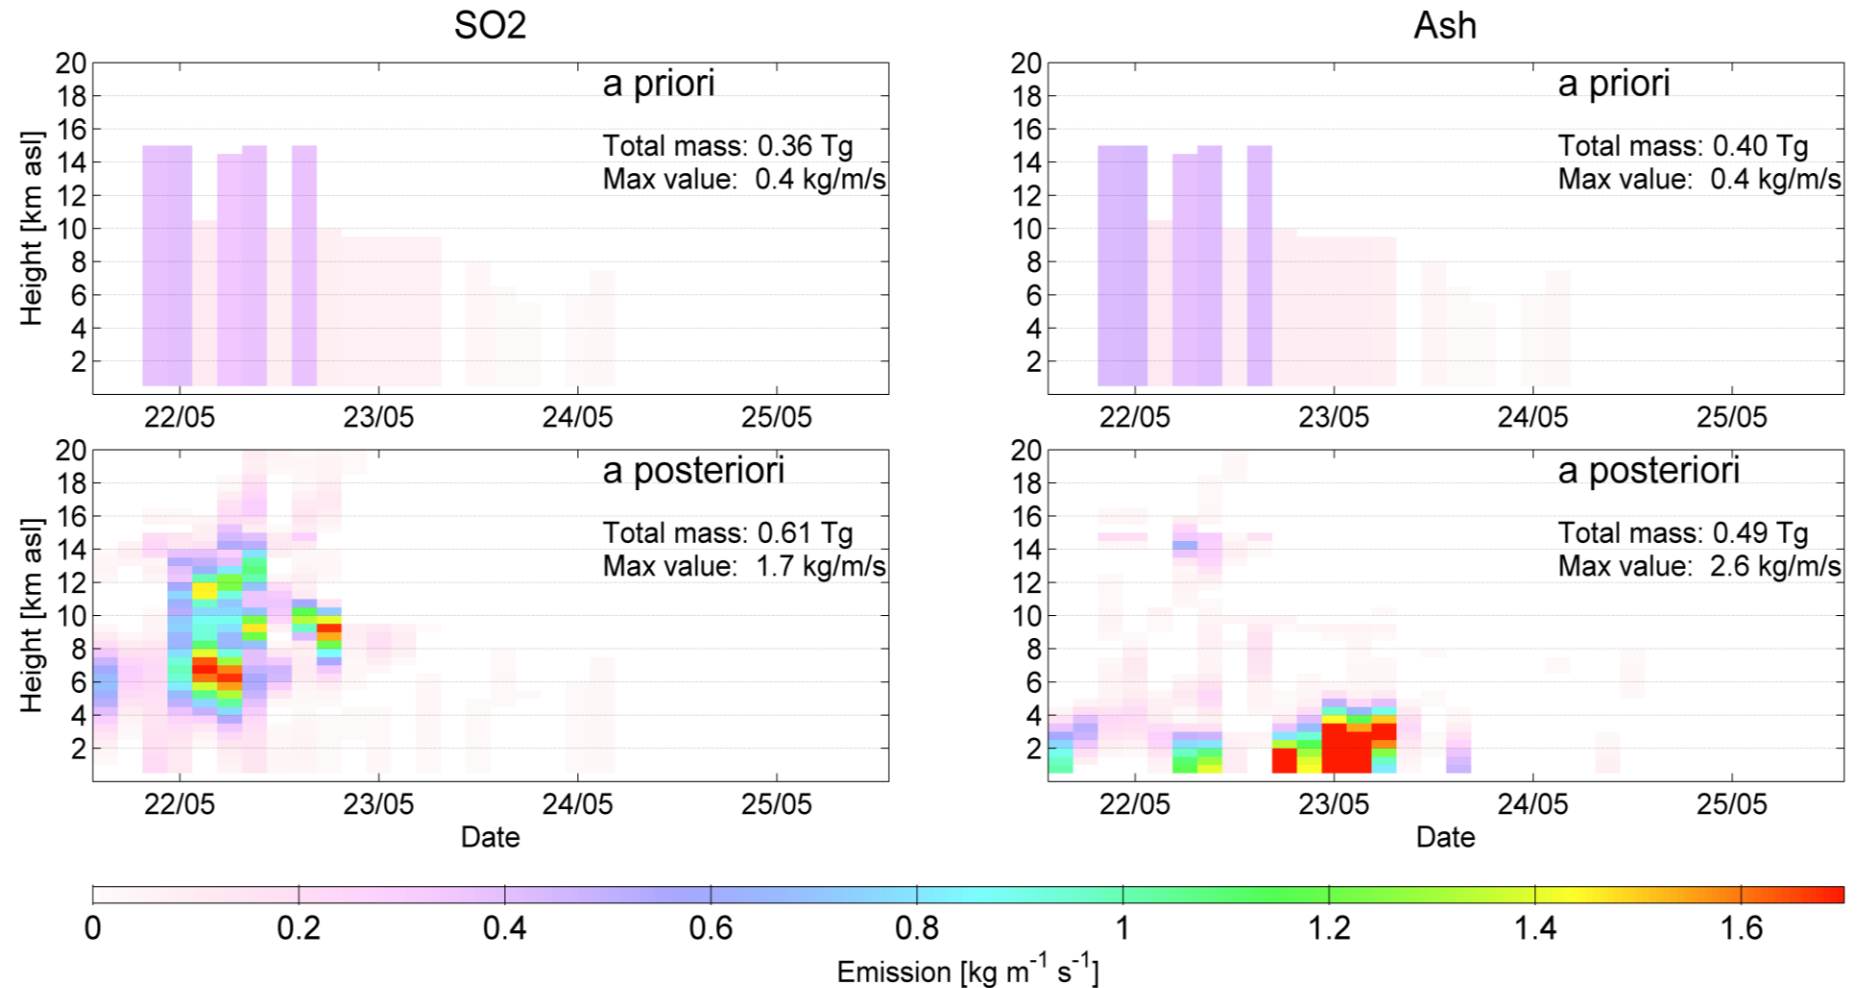 SO2
Ash
20
18
16
14
12
10
8
6
4
2
Height [km asl]
a priori
Total mass: 0.36 Tg
Max value: 0.4 kg/m/s
22/05 23/05 24/05 25/05
20
18
16
14
12
10
8
6
4
2
a priori
Total mass: 0.40 Tg
Max value: 0.4 kg/m/s
22/05 23/05 24/05 25/05
20
18
16
14
12
10
8
6
4
2
Height [km asl]
a posteriori
Total mass: 0.61 Tg
Max value: 1.7 kg/m/s
22/05 23/05 24/05 25/05
Date
20
18
16
14
12
10
8
6
4
2
a posteriori
Total mass: 0.49 Tg
Max value: 2.6 kg/m/s
22/05 23/05 24/05 25/05
Date
0 0.2 0.4 0.6 0.8 1 1.2 1.4 1.6
Emission [kg m⁻¹ s⁻¹]